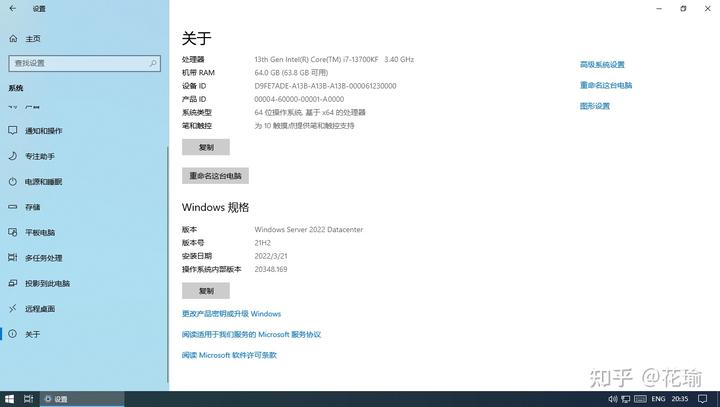 设置
主页
查找设置
系统
声音
通知和操作
专注助手
电源和睡眠
存储
平板电脑
多任务处理
投影到此电脑
远程桌面
关于
关于
处理器 13th Gen Intel(R) Core(TM) i7-13700KF 3.40 GHz
机带 RAM 64.0 GB (63.8 GB 可用)
设备 ID D9FE7ADE-A13B-A13B-A13B-000061230000
产品 ID 00004-60000-00001-A0000
系统类型 64 位操作系统, 基于 x64 的处理器
笔和触控 为 10 触摸点提供笔和触控支持
复制
重命名这台电脑
Windows 规格
版本 Windows Server 2022 Datacenter
版本号 21H2
安装日期 2022/3/21
操作系统内部版本 20348.169
复制
更改产品密钥或升级 Windows
阅读适用于我们服务的 Microsoft 服务协议
阅读 Microsoft 软件许可条款
高级系统设置
重命名这台电脑
图形设置
知乎 @花瑜
设置
ENG 20:35